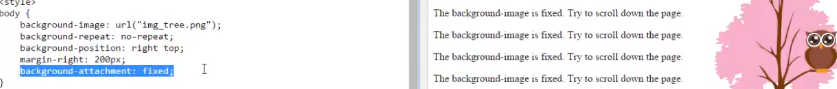 <style>
body {
background-image: url("img_tree.png");
background-repeat: no-repeat;
background-position: right top;
margin-right: 200px;
background-attachment: fixed;
}
The background-image is fixed. Try to scroll down the page.
The background-image is fixed. Try to scroll down the page.
The background-image is fixed. Try to scroll down the page.
The background-image is fixed. Try to scroll down the page.